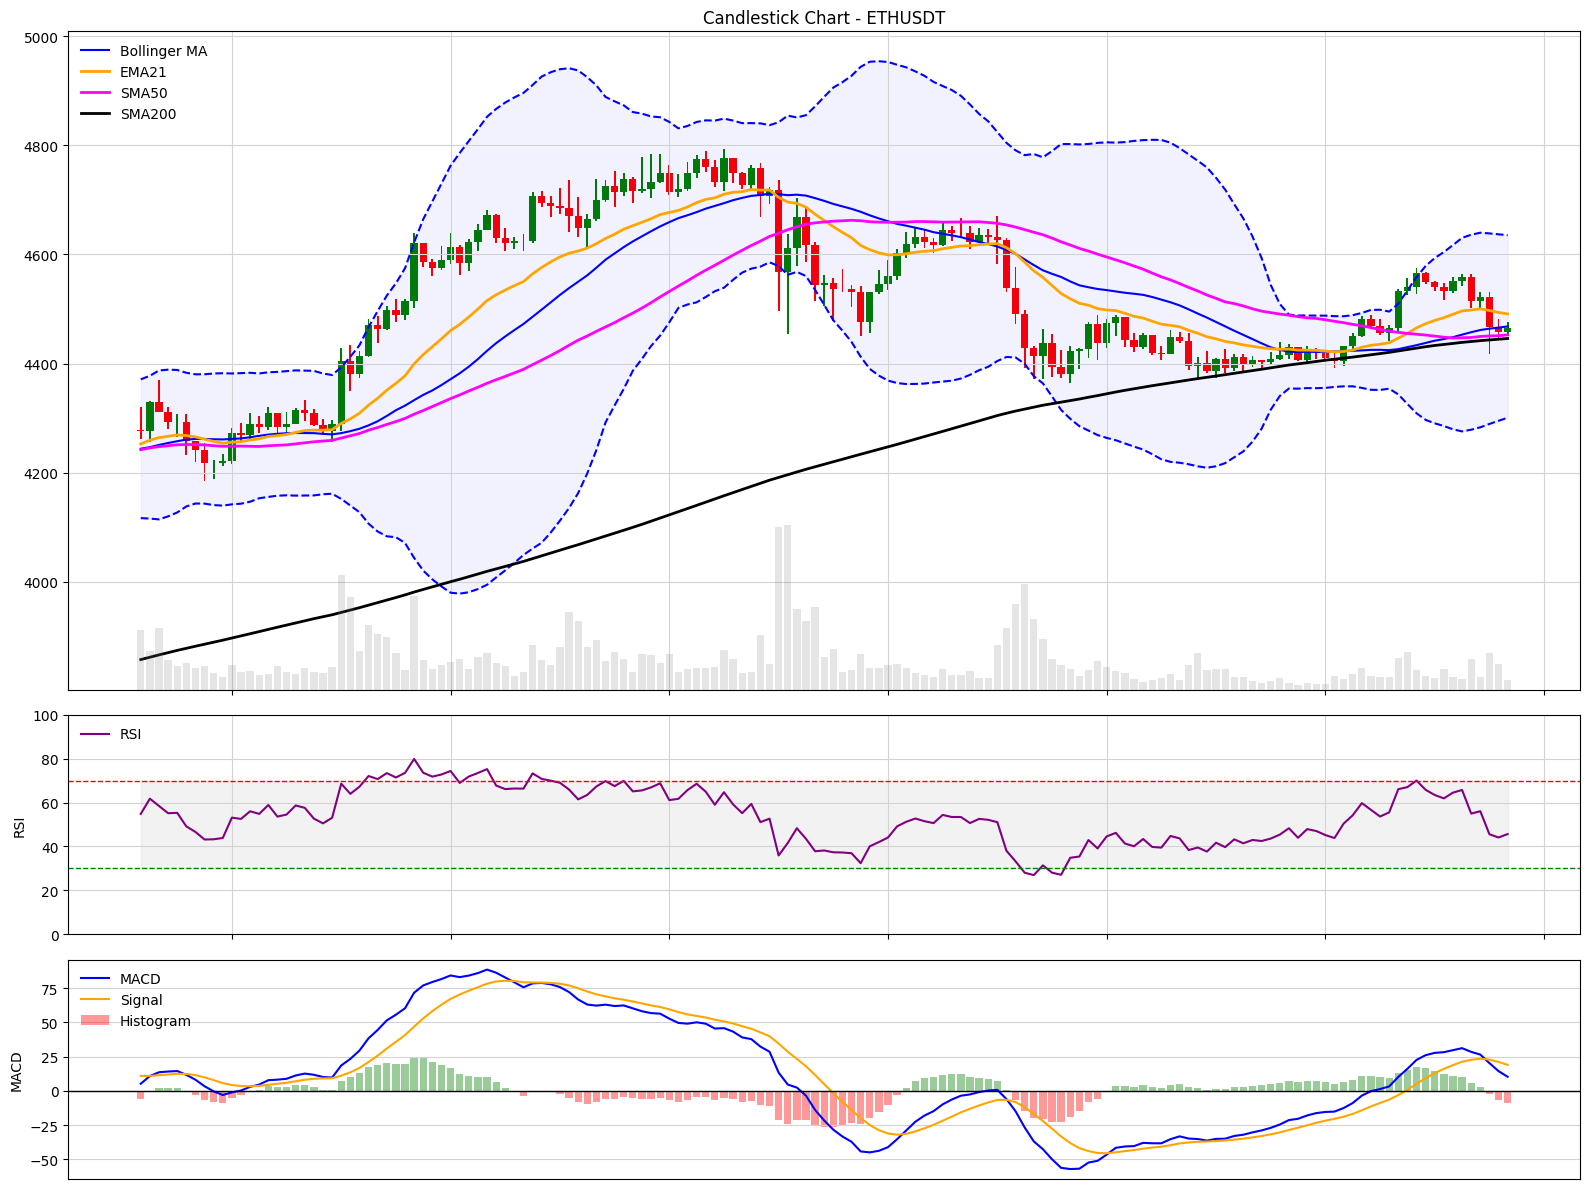 Candlestick Chart - ETHUSDT
5000
4800
4600
4400
4200
4000
Bollinger MA
EMA21
SMA50
SMA200
100
80
60
40
20
0
RSI
RSI
75
50
25
0
−25
−50
MACD
MACD
Signal
Histogram